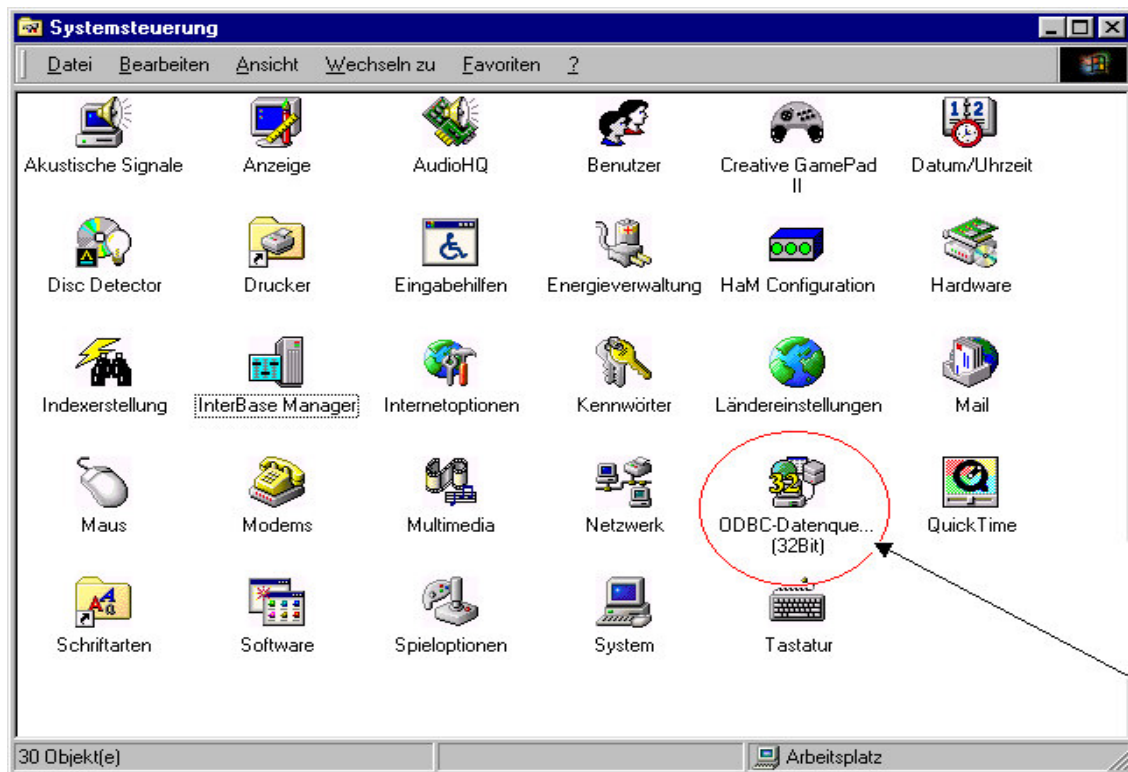 Systemsteuerung
Datei Bearbeiten Ansicht Wechseln zu Favoriten ?
Akustische Signale
Anzeige
AudioHQ
Benutzer
Creative GamePad
II
Datum/Uhrzeit
Disc Detector
Drucker
Eingabehilfen
Energieverwaltung
HaM Configuration
Hardware
Indexerstellung
InterBase Manager
Internetoptionen
Kennwörter
Ländereinstellungen
Mail
Maus
Modems
Multimedia
Netzwerk
ODBC-Datenque...
(32Bit)
QuickTime
Schriftarten
Software
Spieloptionen
System
Tastatur
30 Objekt(e)
Arbeitsplatz